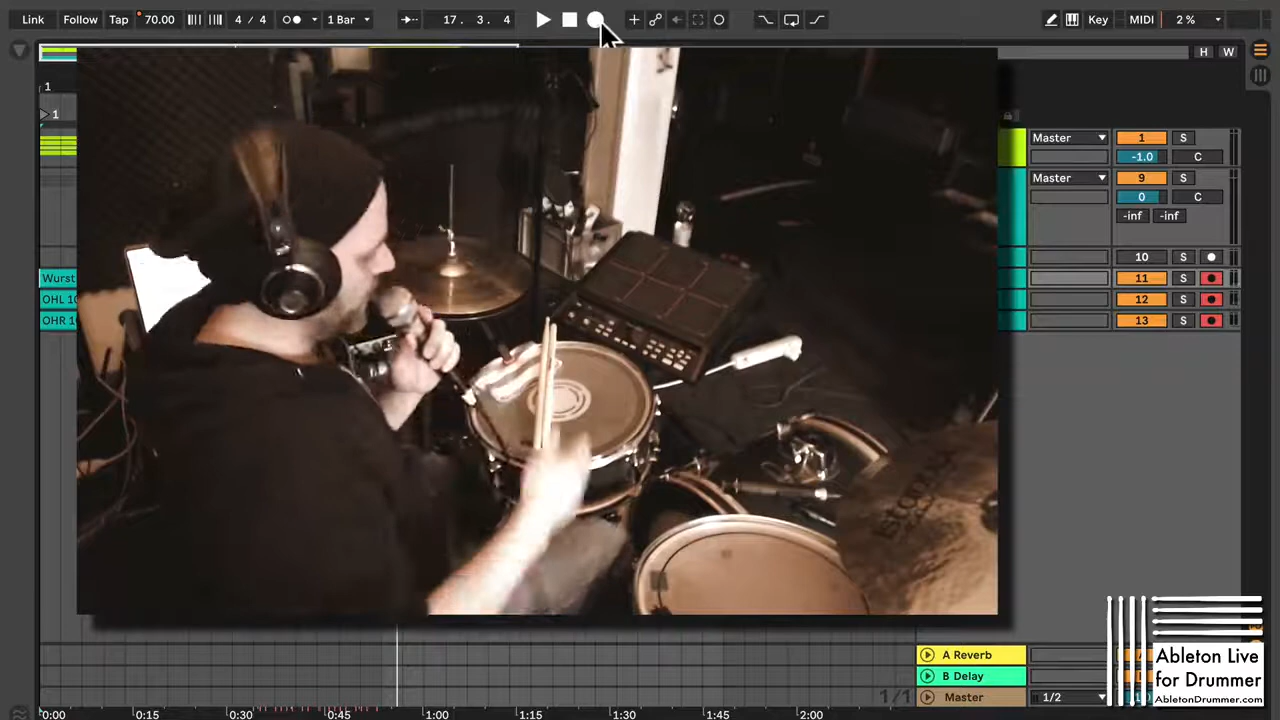 Link Follow Tap 70.00 4 / 4 1 Bar 17. 3. 4 Key MIDI 2 %
H W
1
1
Master 1 S
-1.0 C
Master 9 S
0 C
-inf -inf
10 S
Wurst 11 S
OHL 10 12 S
OHR 1 13 S
A Reverb
B Delay
1/1 Master 1/2
0:00 0:15 0:30 0:45 1:00 1:15 1:30 1:45 2:00
Ableton Live
for Drummer
AbletonDrummer.com